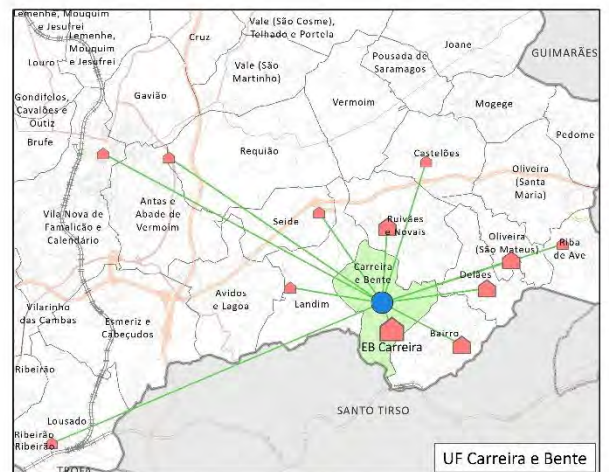 Lemenhe, Mouquim
e Jesufrei
Lemenhe,
Mouquim
e Jesufrei
Cruz
Vale (São Cosme),
Telhado e Portela
Joane
GUIMARÃES
Louro
Vale (São
Martinho)
Pousada de
Saramagos
Gondifelos,
Cavalões e
Outiz
Gavião
Vermoim
Mogege
Pedome
Brufe
Requião
Castelões
Oliveira
(Santa
Maria)
Antas e
Abade de
Vermoim
Vila Nova de
Famalicão e
Calendário
Seide
Ruivães
e Novais
Oliveira
(São Mateus)
Riba
de Ave
Carreira
e Bente
Delães
Avidos
e Lagoa
Landim
Vilarinho
das Cambas
Esmeriz e
Cabeçudos
Bairro
EB Carreira
Ribeirão
SANTO TIRSO
Lousado
Ribeirão
Ribeirão
TROFA
UF Carreira e Bente